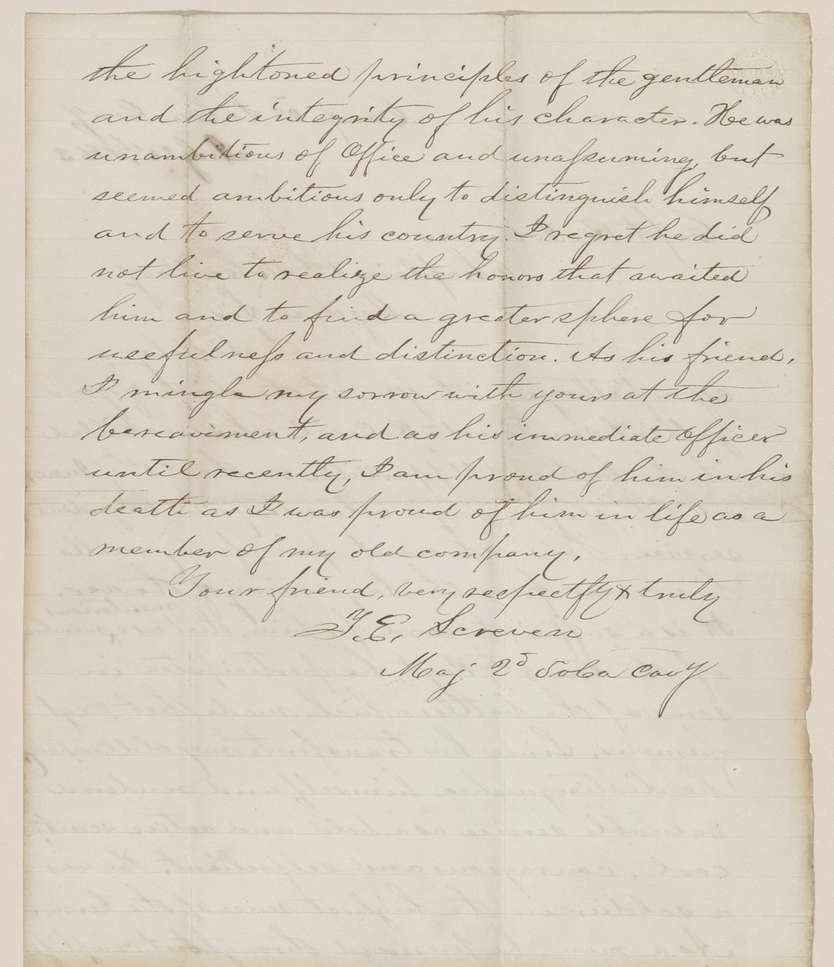 the hightoned principles of the gentleman
and the integrity of his character. He was
unambitious of Office and unassuming, but
seemed ambitious only to distinguish himself
and to serve his country. I regret he did
not live to realize the honors that awaited
him and to find a greater sphere for
usefulness and distinction. As his friend,
I mingle my sorrow with yours at the
bereavement, and as his immediate Officer
until recently, I am proud of him in his
death as I was proud of him in life as a
member of my old company,
Your friend, very respectfy & truly
T. E. Screven
Maj 2d So Ca Cavy